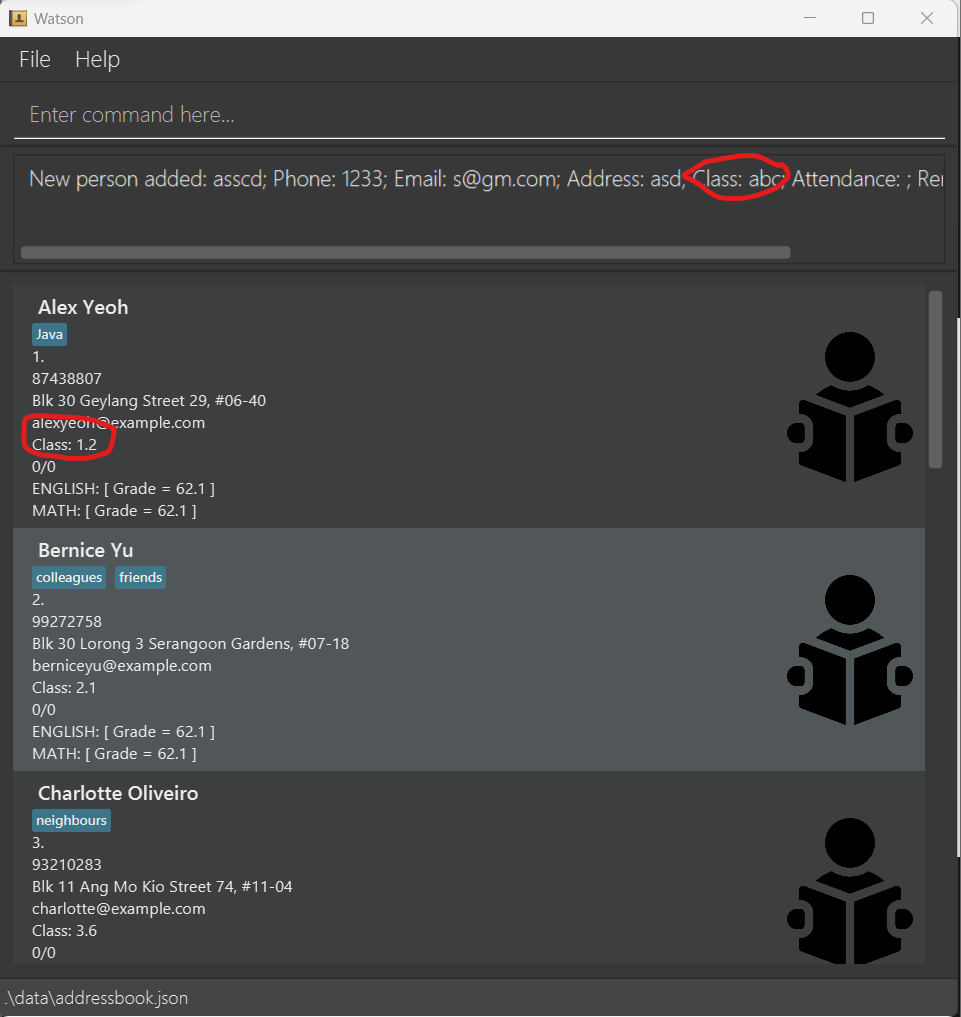 Watson
File Help
Enter command here...
New person added: asscd; Phone: 1233; Email: s@gm.com; Address: asd; Class: abc; Attendance: ; Rer
Alex Yeoh
Java
1.
87438807
Blk 30 Geylang Street 29, #06-40
alexyeoh@example.com
Class: 1.2
0/0
ENGLISH: [ Grade = 62.1 ]
MATH: [ Grade = 62.1 ]
Bernice Yu
colleagues friends
2.
99272758
Blk 30 Lorong 3 Serangoon Gardens, #07-18
berniceyu@example.com
Class: 2.1
0/0
ENGLISH: [ Grade = 62.1 ]
MATH: [ Grade = 62.1 ]
Charlotte Oliveiro
neighbours
3.
93210283
Blk 11 Ang Mo Kio Street 74, #11-04
charlotte@example.com
Class: 3.6
0/0
.\data\addressbook.json